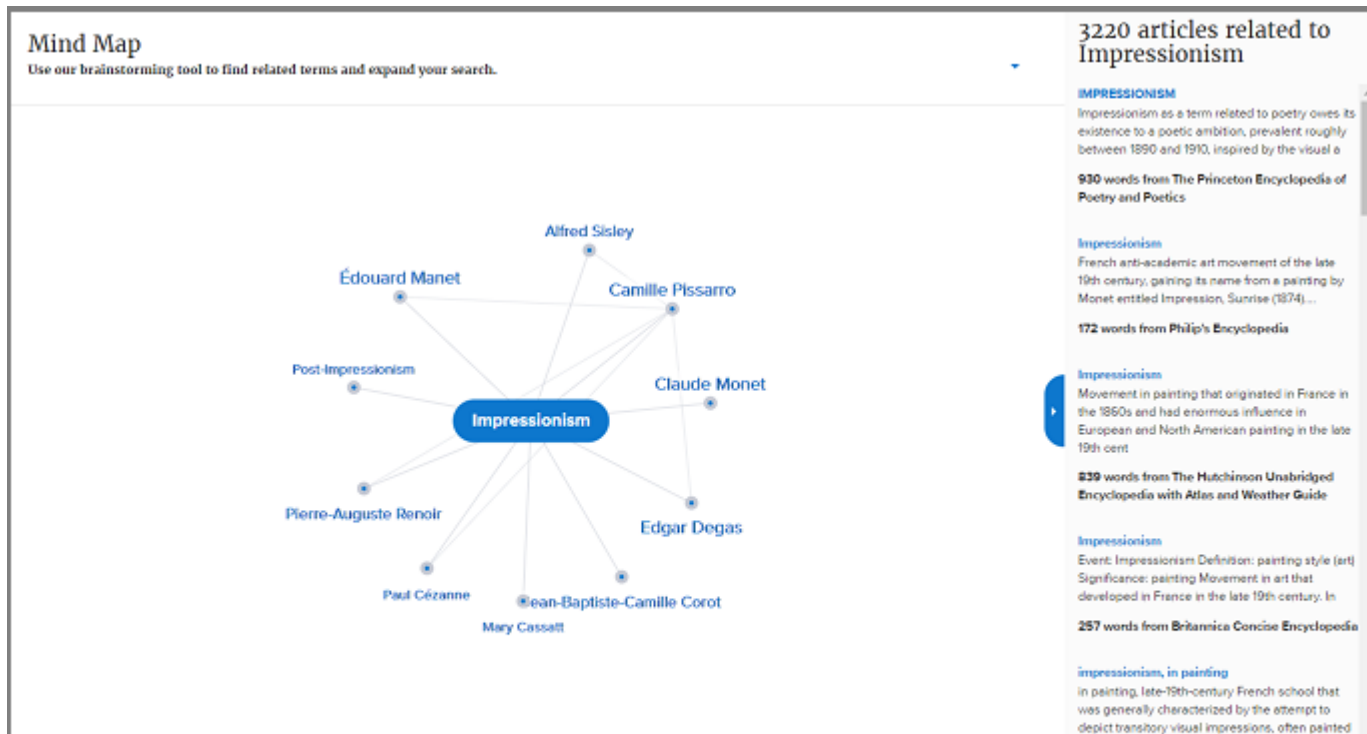 Mind Map
Use our brainstorming tool to find related terms and expand your search.
Alfred Sisley
Édouard Manet
Camille Pissarro
Post-Impressionism
Claude Monet
Impressionism
Pierre-Auguste Renoir
Edgar Degas
Paul Cézanne
ean-Baptiste-Camille Corot
Mary Cassatt
3220 articles related to
Impressionism
IMPRESSIONISM
Impressionism as a term related to poetry owes its
existence to a poetic ambition, prevalent roughly
between 1890 and 1910, inspired by the visual a
930 words from The Princeton Encyclopedia of
Poetry and Poetics
Impressionism
French anti-academic art movement of the late
19th century, gaining its name from a painting by
Monet entitled Impression, Sunrise (1874)....
172 words from Philip's Encyclopedia
Impressionism
Movement in painting that originated in France in
the 1860s and had enormous influence in
European and North American painting in the late
19th cent
839 words from The Hutchinson Unabridged
Encyclopedia with Atlas and Weather Guide
Impressionism
Event: Impressionism Definition: painting style (art)
Significance: painting Movement in art that
developed in France in the late 19th century. In
257 words from Britannica Concise Encyclopedia
impressionism, in painting
in painting, late-19th-century French school that
was generally characterized by the attempt to
depict transitory visual impressions, often painted